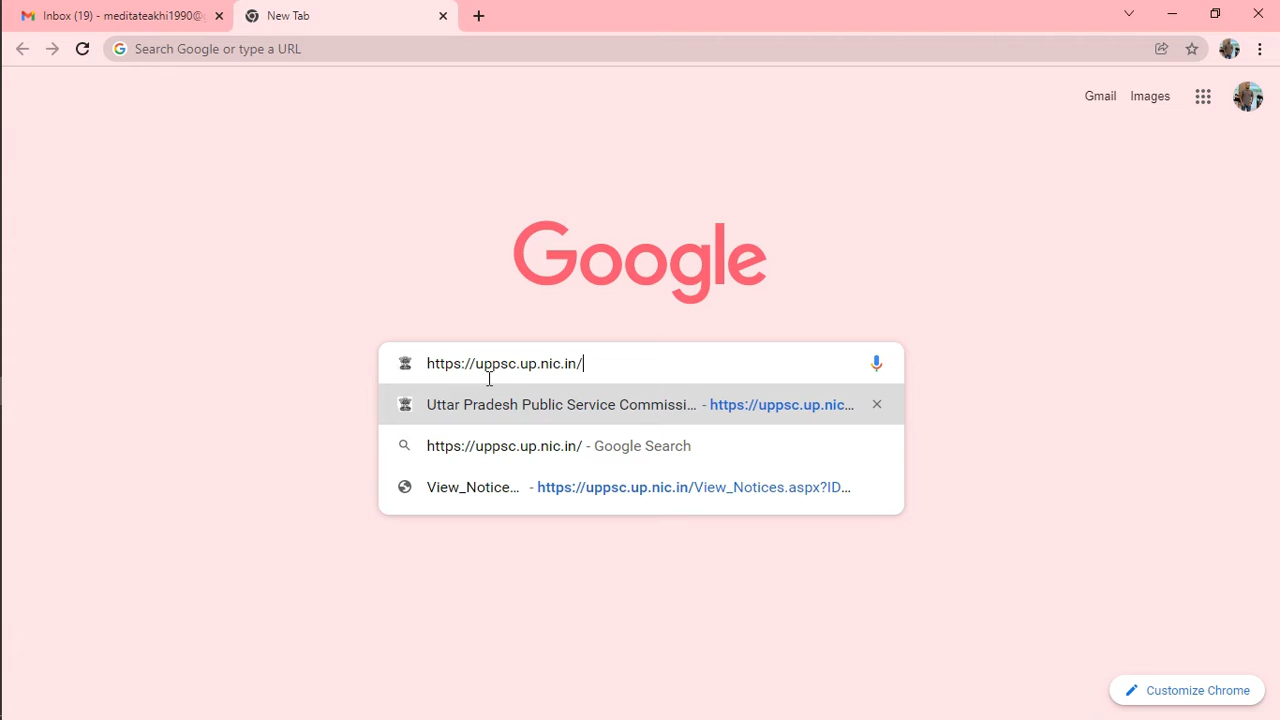 Inbox (19) - meditateakhi1990@
New Tab
Search Google or type a URL
Gmail Images
Google
https://uppsc.up.nic.in/
Uttar Pradesh Public Service Commissi... - https://uppsc.up.nic...
https://uppsc.up.nic.in/ - Google Search
View_Notice... - https://uppsc.up.nic.in/View_Notices.aspx?ID...
Customize Chrome